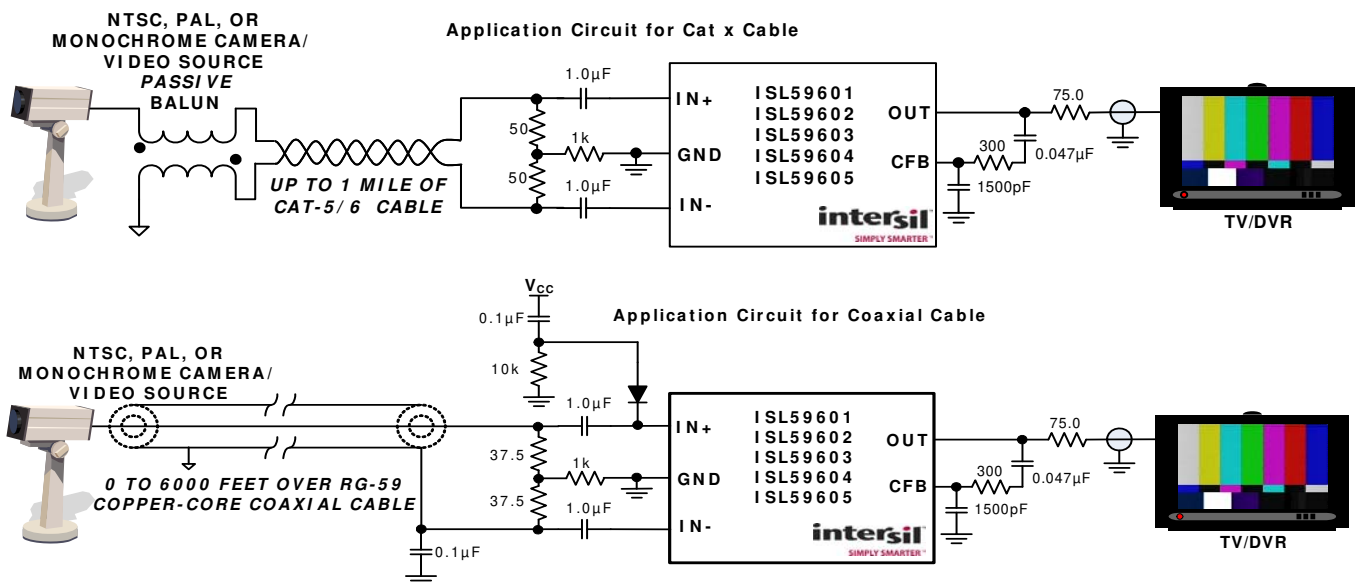 NTSC, PAL, OR
MONOCHROME CAMERA/
VIDEO SOURCE
PASSIVE
BALUN
Application Circuit for Cat x Cable
UP TO 1 MILE OF
CAT-5/6 CABLE
1.0µF
50
1k
50
1.0µF
IN+
GND
IN-
ISL59601
ISL59602
ISL59603
ISL59604
ISL59605
OUT
CFB
intersil
SIMPLY SMARTER™
75.0
300
0.047µF
1500pF
TV/DVR
Application Circuit for Coaxial Cable
NTSC, PAL, OR
MONOCHROME CAMERA/
VIDEO SOURCE
0 TO 6000 FEET OVER RG-59
COPPER-CORE COAXIAL CABLE
VCC
0.1µF
10k
1.0µF
37.5
1k
37.5
1.0µF
0.1µF
IN+
GND
IN-
ISL59601
ISL59602
ISL59603
ISL59604
ISL59605
OUT
CFB
intersil
SIMPLY SMARTER™
75.0
300
0.047µF
1500pF
TV/DVR